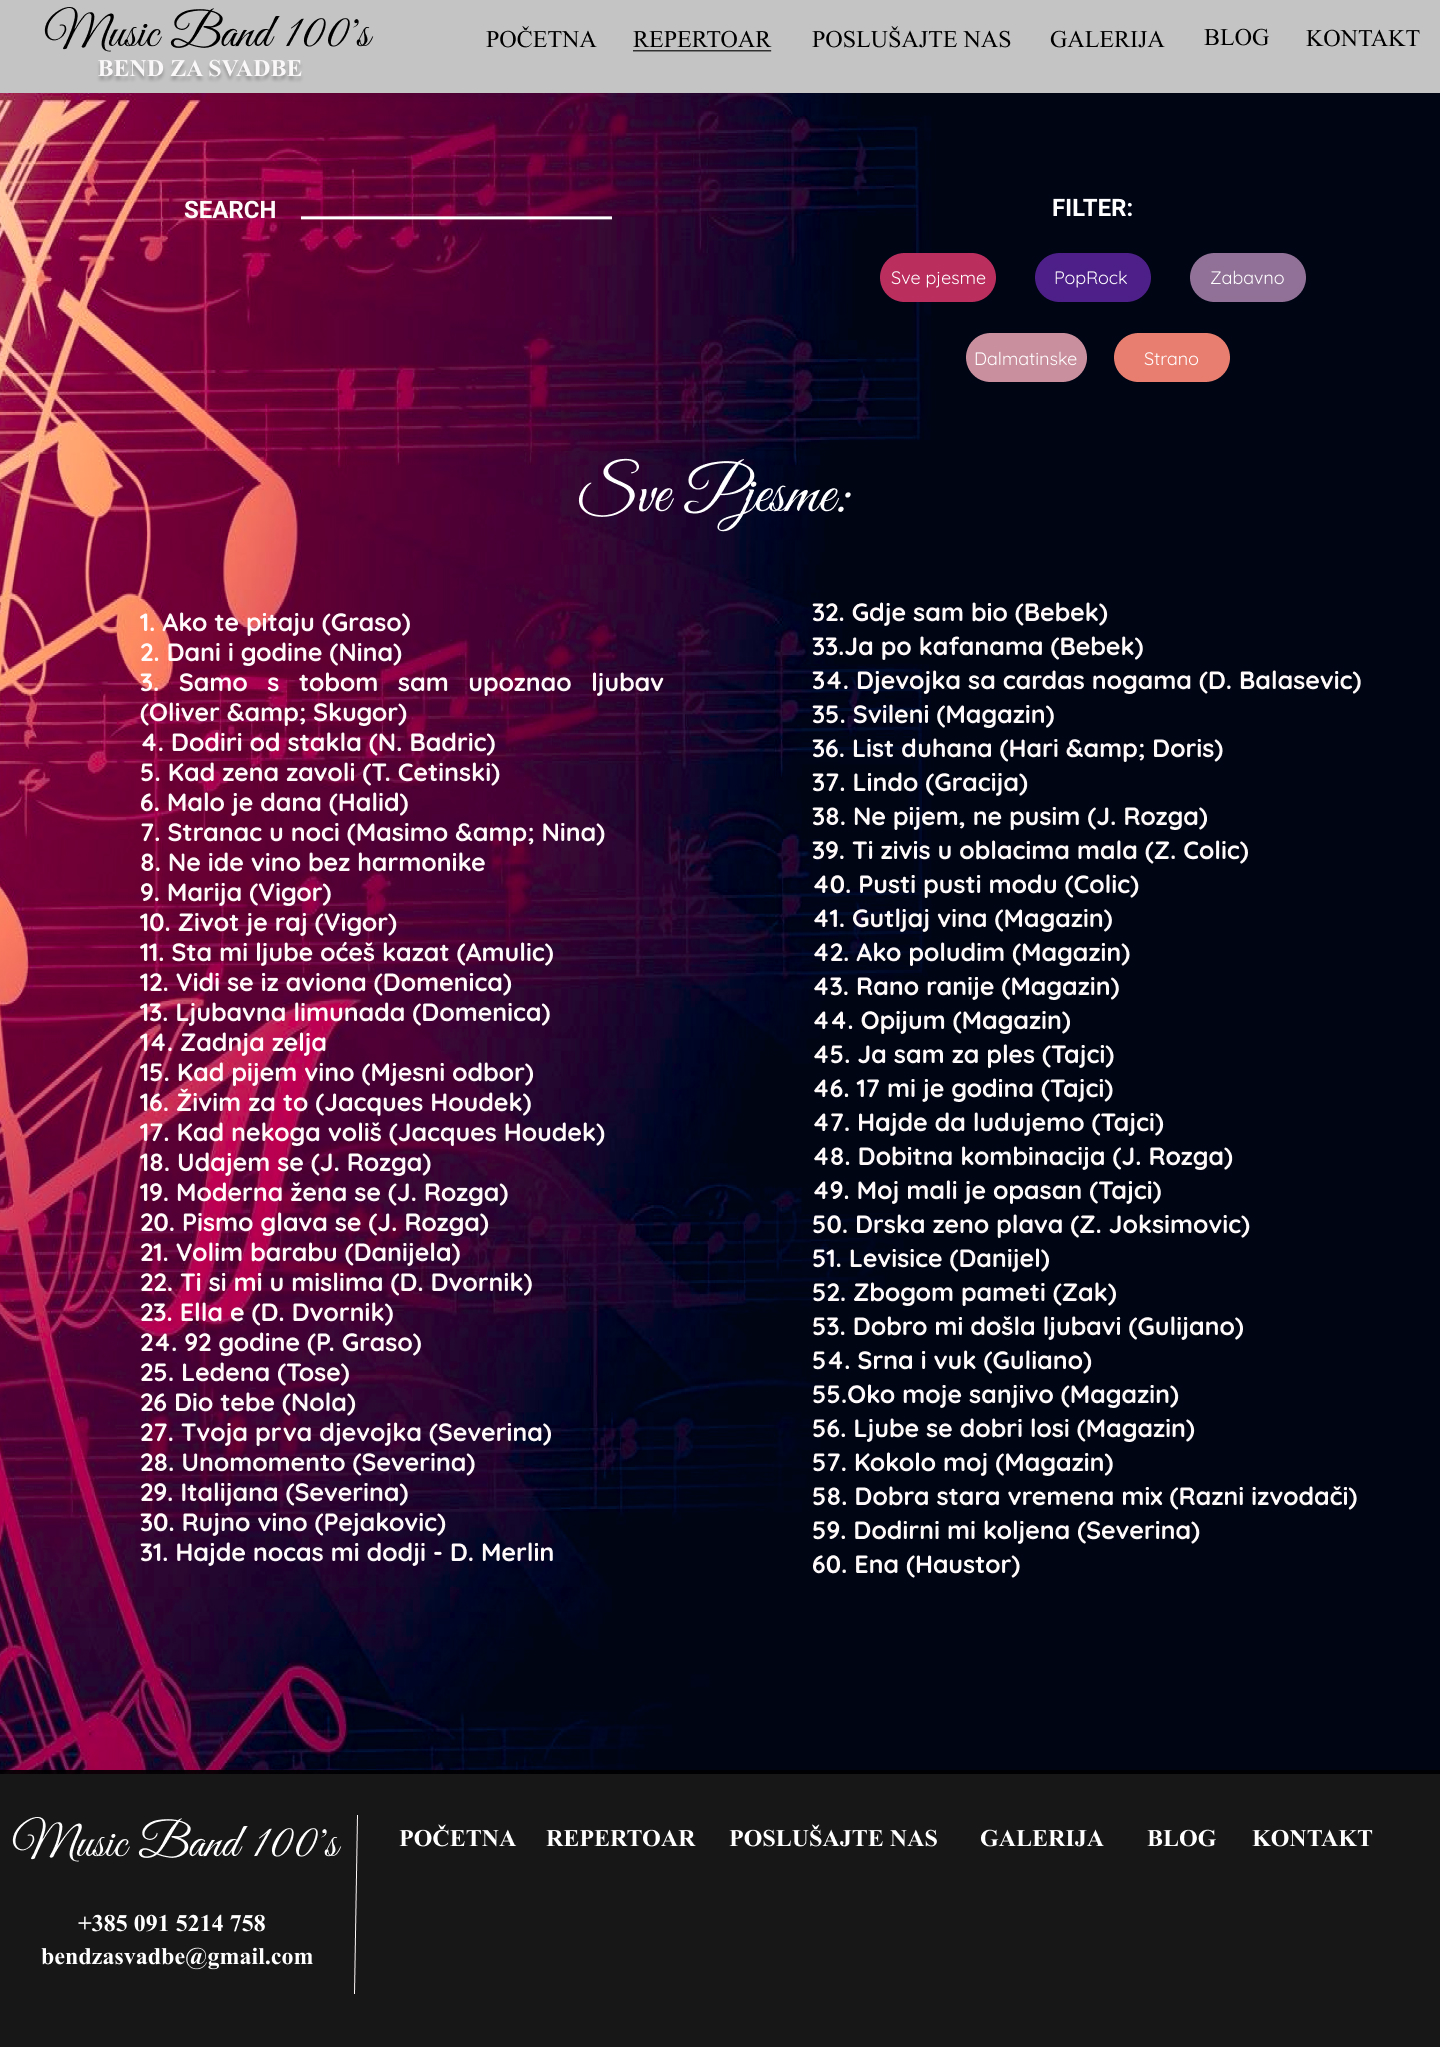 Music Band 100's
BEND ZA SVADBE
POČETNA
REPERTOAR
POSLUŠAJTE NAS
GALERIJA
BLOG
KONTAKT
SEARCH
FILTER:
Sve pjesme
PopRock
Zabavno
Dalmatinske
Strano
Sve Pjesme:
1. Ako te pitaju (Graso)
2. Dani i godine (Nina)
3. Samo s tobom sam upoznao ljubav
(Oliver &amp; Skugor)
4. Dodiri od stakla (N. Badric)
5. Kad zena zavoli (T. Cetinski)
6. Malo je dana (Halid)
7. Stranac u noci (Masimo &amp; Nina)
8. Ne ide vino bez harmonike
9. Marija (Vigor)
10. Zivot je raj (Vigor)
11. Sta mi ljube oćeš kazat (Amulic)
12. Vidi se iz aviona (Domenica)
13. Ljubavna limunada (Domenica)
14. Zadnja zelja
15. Kad pijem vino (Mjesni odbor)
16. Živim za to (Jacques Houdek)
17. Kad nekoga voliš (Jacques Houdek)
18. Udajem se (J. Rozga)
19. Moderna žena se (J. Rozga)
20. Pismo glava se (J. Rozga)
21. Volim barabu (Danijela)
22. Ti si mi u mislima (D. Dvornik)
23. Ella e (D. Dvornik)
24. 92 godine (P. Graso)
25. Ledena (Tose)
26 Dio tebe (Nola)
27. Tvoja prva djevojka (Severina)
28. Unomomento (Severina)
29. Italijana (Severina)
30. Rujno vino (Pejakovic)
31. Hajde nocas mi dodji - D. Merlin
32. Gdje sam bio (Bebek)
33.Ja po kafanama (Bebek)
34. Djevojka sa cardas nogama (D. Balasevic)
35. Svileni (Magazin)
36. List duhana (Hari &amp; Doris)
37. Lindo (Gracija)
38. Ne pijem, ne pusim (J. Rozga)
39. Ti zivis u oblacima mala (Z. Colic)
40. Pusti pusti modu (Colic)
41. Gutljaj vina (Magazin)
42. Ako poludim (Magazin)
43. Rano ranije (Magazin)
44. Opijum (Magazin)
45. Ja sam za ples (Tajci)
46. 17 mi je godina (Tajci)
47. Hajde da ludujemo (Tajci)
48. Dobitna kombinacija (J. Rozga)
49. Moj mali je opasan (Tajci)
50. Drska zeno plava (Z. Joksimovic)
51. Levisice (Danijel)
52. Zbogom pameti (Zak)
53. Dobro mi došla ljubavi (Gulijano)
54. Srna i vuk (Guliano)
55.Oko moje sanjivo (Magazin)
56. Ljube se dobri losi (Magazin)
57. Kokolo moj (Magazin)
58. Dobra stara vremena mix (Razni izvodači)
59. Dodirni mi koljena (Severina)
60. Ena (Haustor)
Music Band 100's
POČETNA
REPERTOAR
POSLUŠAJTE NAS
GALERIJA
BLOG
KONTAKT
+385 091 5214 758
bendzasvadbe@gmail.com